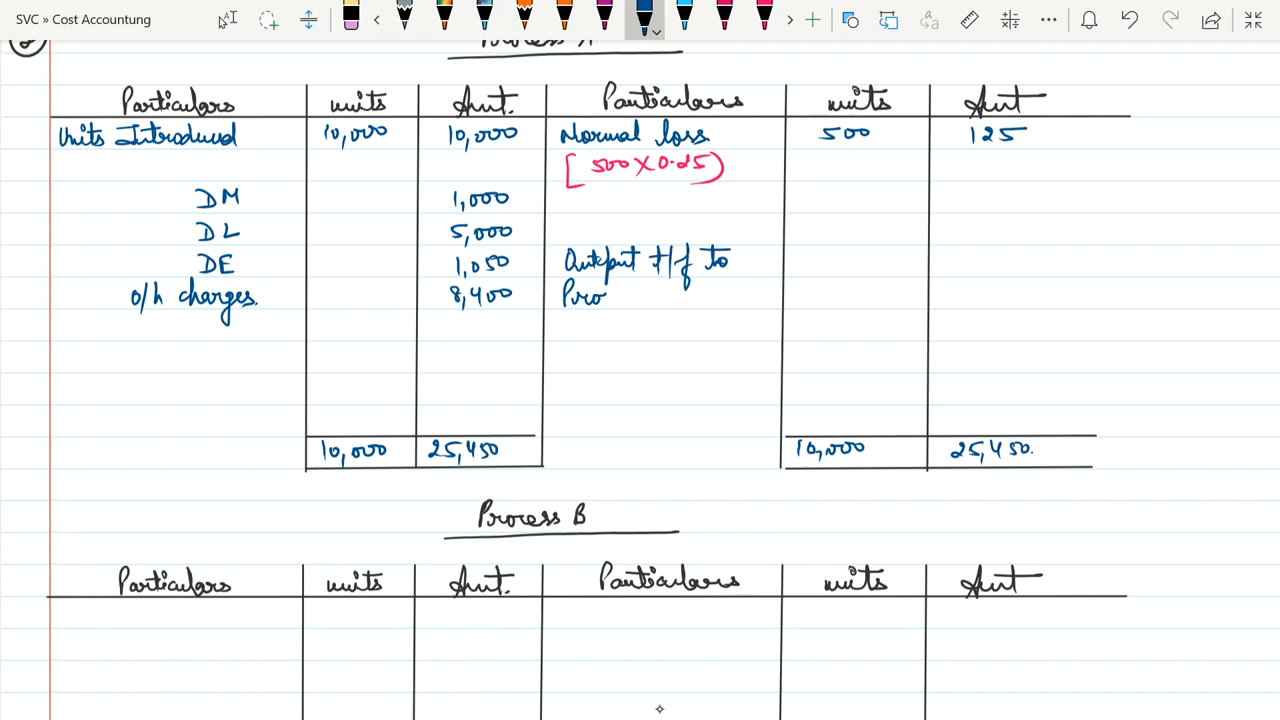 SVC » Cost Accountung
Process A
Particulars units Amt. Particulars units Amt
Units Introduced 10,000 10,000 Normal loss 500 125
[500 X 0.25)
DM 1,000
DL 5,000
DE 1,050 Output t/f to
o/h charges. 8,400 Pro
10,000 25,450 10,000 25,450.
Process B
Particulars units Amt. Particulars units Amt